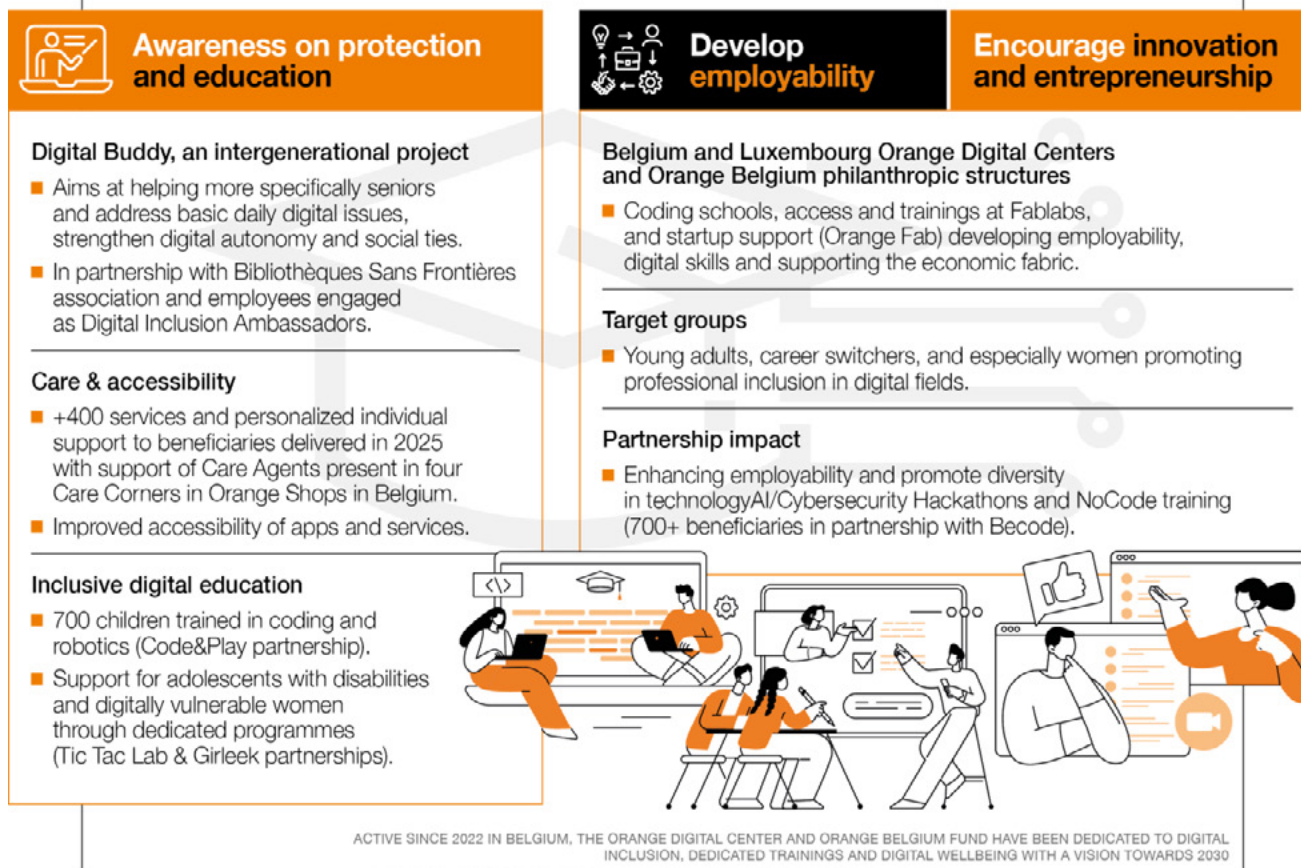 Awareness on protection
and education
Digital Buddy, an intergenerational project
Aims at helping more specifically seniors
and address basic daily digital issues,
strengthen digital autonomy and social ties.
In partnership with Bibliothèques Sans Frontières
association and employees engaged
as Digital Inclusion Ambassadors.
Care & accessibility
+400 services and personalized individual
support to beneficiaries delivered in 2025
with support of Care Agents present in four
Care Corners in Orange Shops in Belgium.
Improved accessibility of apps and services.
Inclusive digital education
700 children trained in coding and
robotics (Code&Play partnership).
Support for adolescents with disabilities
and digitally vulnerable women
through dedicated programmes
(Tic Tac Lab & Girleek partnerships).
Develop
employability
Encourage innovation
and entrepreneurship
Belgium and Luxembourg Orange Digital Centers
and Orange Belgium philanthropic structures
Coding schools, access and trainings at Fablabs,
and startup support (Orange Fab) developing employability,
digital skills and supporting the economic fabric.
Target groups
Young adults, career switchers, and especially women promoting
professional inclusion in digital fields.
Partnership impact
Enhancing employability and promote diversity
in technologyAI/Cybersecurity Hackathons and NoCode training
(700+ beneficiaries in partnership with Becode).
ACTIVE SINCE 2022 IN BELGIUM, THE ORANGE DIGITAL CENTER AND ORANGE BELGIUM FUND HAVE BEEN DEDICATED TO DIGITAL
INCLUSION, DEDICATED TRAININGS AND DIGITAL WELLBEING WITH A VISION TOWARDS 2030